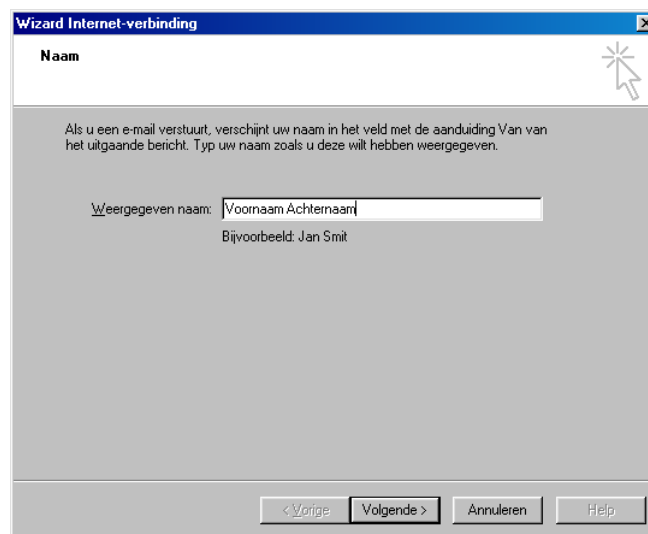 Wizard Internet-verbinding
Naam
Als u een e-mail verstuurt, verschijnt uw naam in het veld met de aanduiding Van van
het uitgaande bericht. Typ uw naam zoals u deze wilt hebben weergegeven.
Weergegeven naam: Voornaam Achternaam
Bijvoorbeeld: Jan Smit
< Vorige Volgende > Annuleren Help